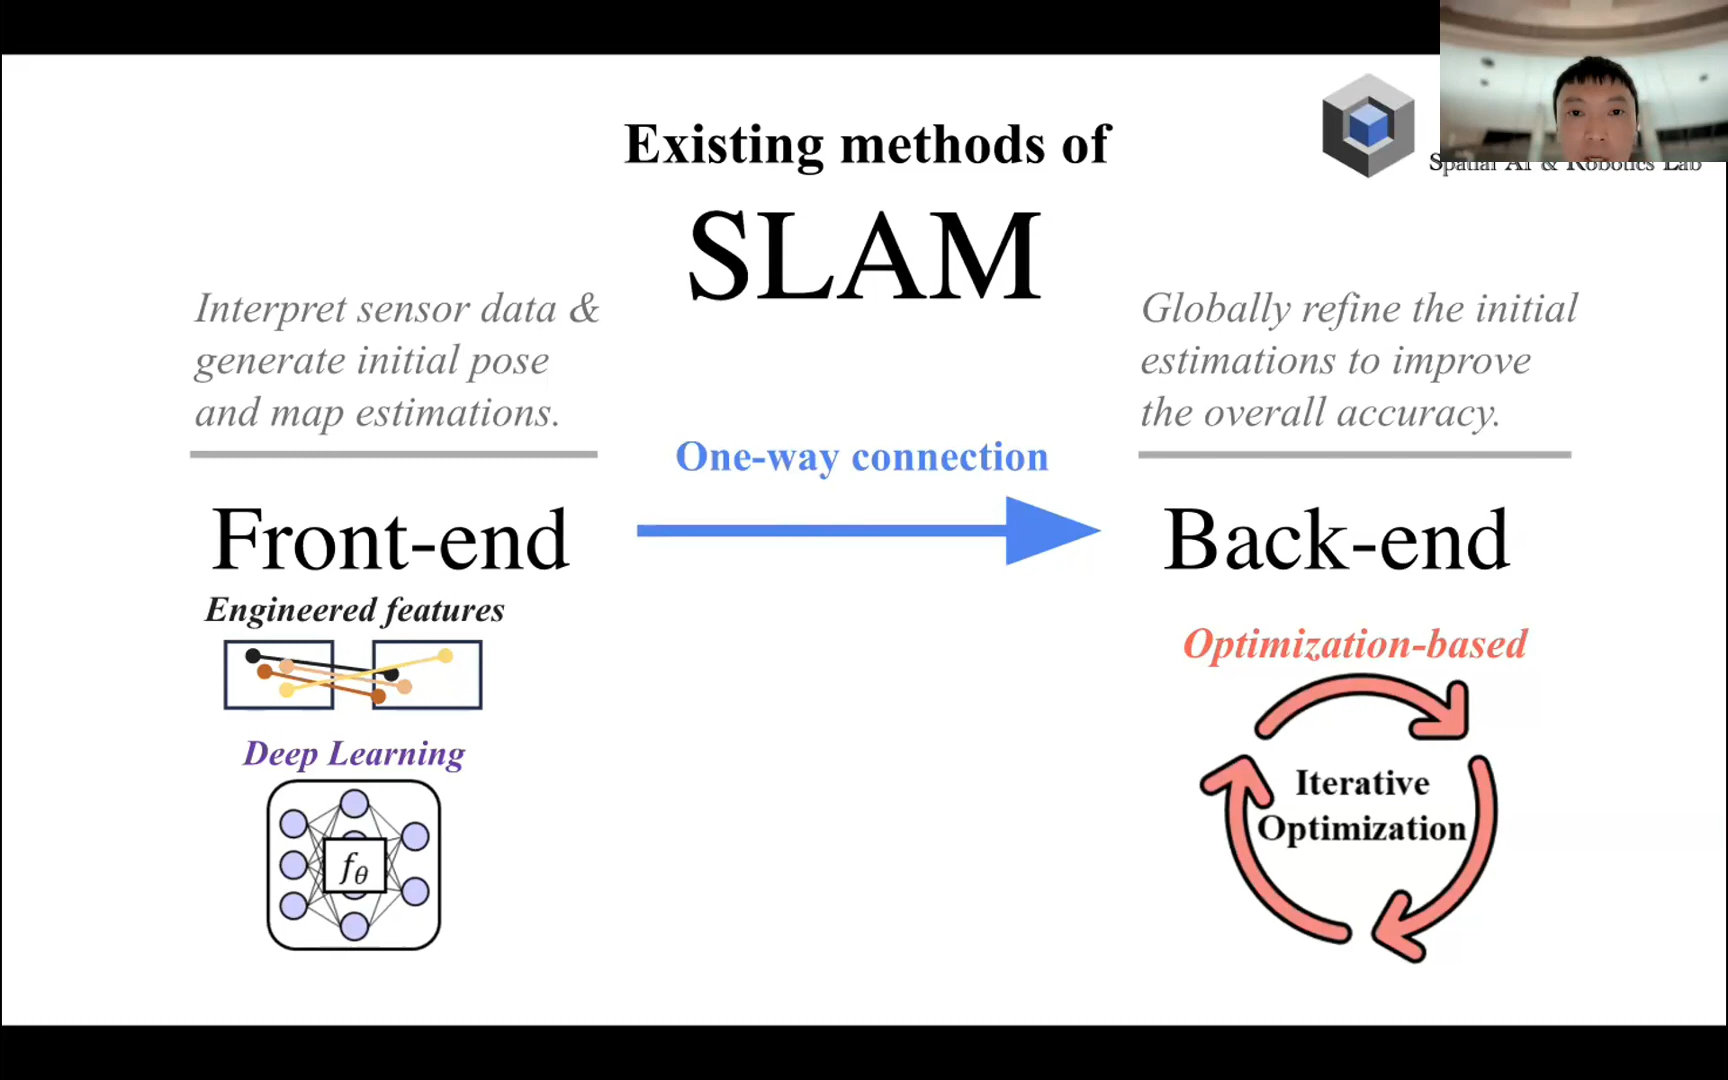 Existing methods of
SLAM
Spatial AI & Robotics Lab
Interpret sensor data &
generate initial pose
and map estimations.
Globally refine the initial
estimations to improve
the overall accuracy.
One-way connection
Front-end
Back-end
Engineered features
Optimization-based
Deep Learning
Iterative
Optimization
fθ